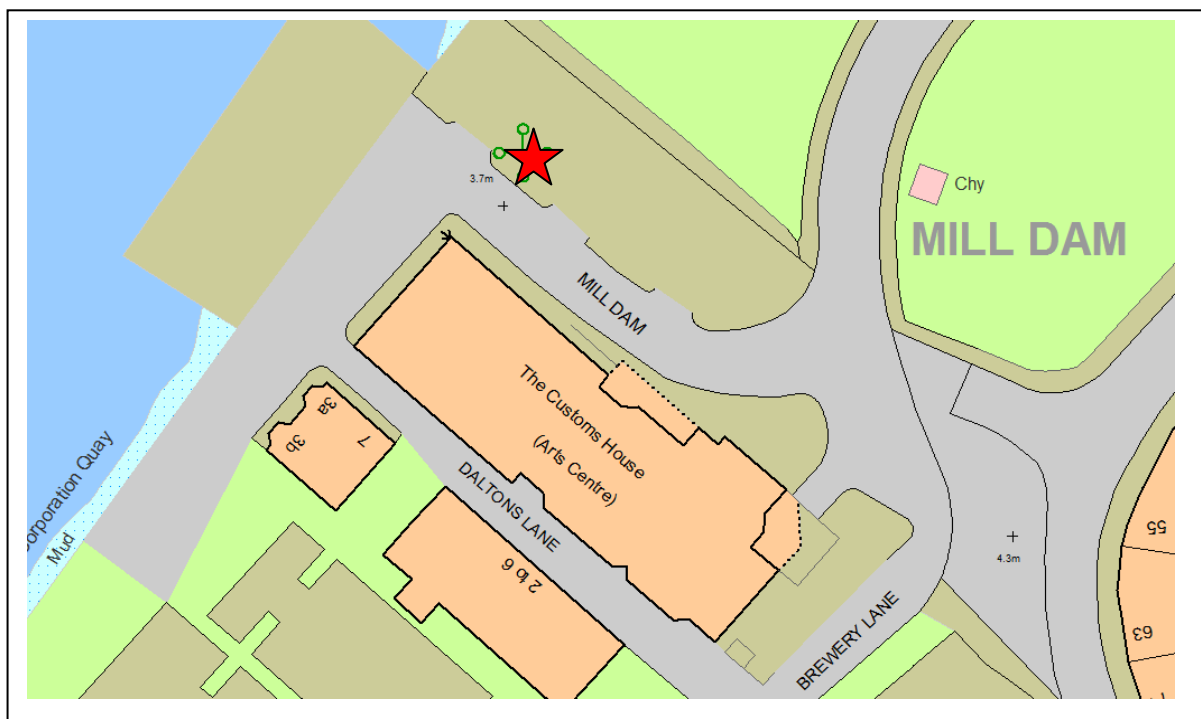 3.7m
Chy
MILL DAM
MILL DAM
The Customs House
(Arts Centre)
3a
3b
7
orporation Quay
Mud
DALTONS LANE
2 to 6
BREWERY LANE
4.3m
55
63